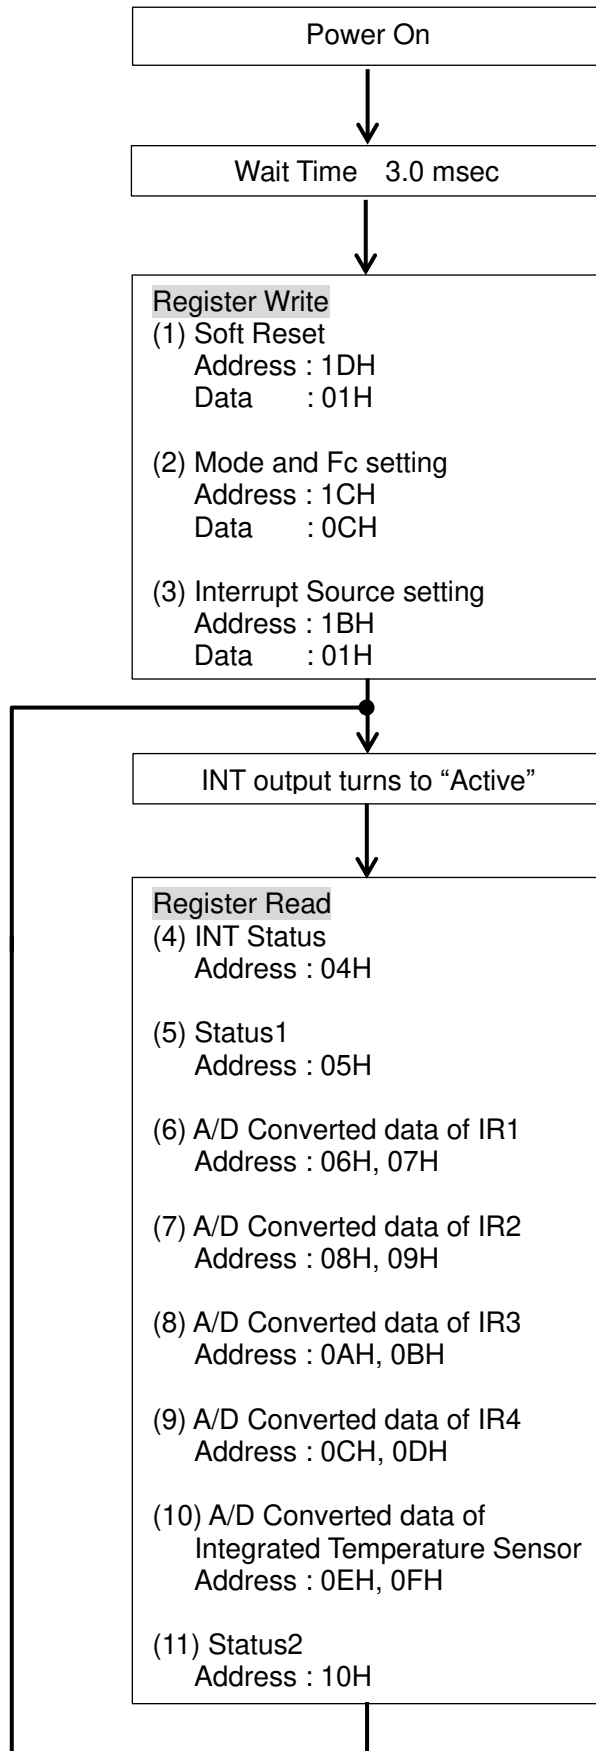 Power On
Wait Time 3.0 msec
Register Write
(1) Soft Reset
Address : 1DH
Data : 01H
(2) Mode and Fc setting
Address : 1CH
Data : 0CH
(3) Interrupt Source setting
Address : 1BH
Data : 01H
INT output turns to “Active”
Register Read
(4) INT Status
Address : 04H
(5) Status1
Address : 05H
(6) A/D Converted data of IR1
Address : 06H, 07H
(7) A/D Converted data of IR2
Address : 08H, 09H
(8) A/D Converted data of IR3
Address : 0AH, 0BH
(9) A/D Converted data of IR4
Address : 0CH, 0DH
(10) A/D Converted data of
Integrated Temperature Sensor
Address : 0EH, 0FH
(11) Status2
Address : 10H